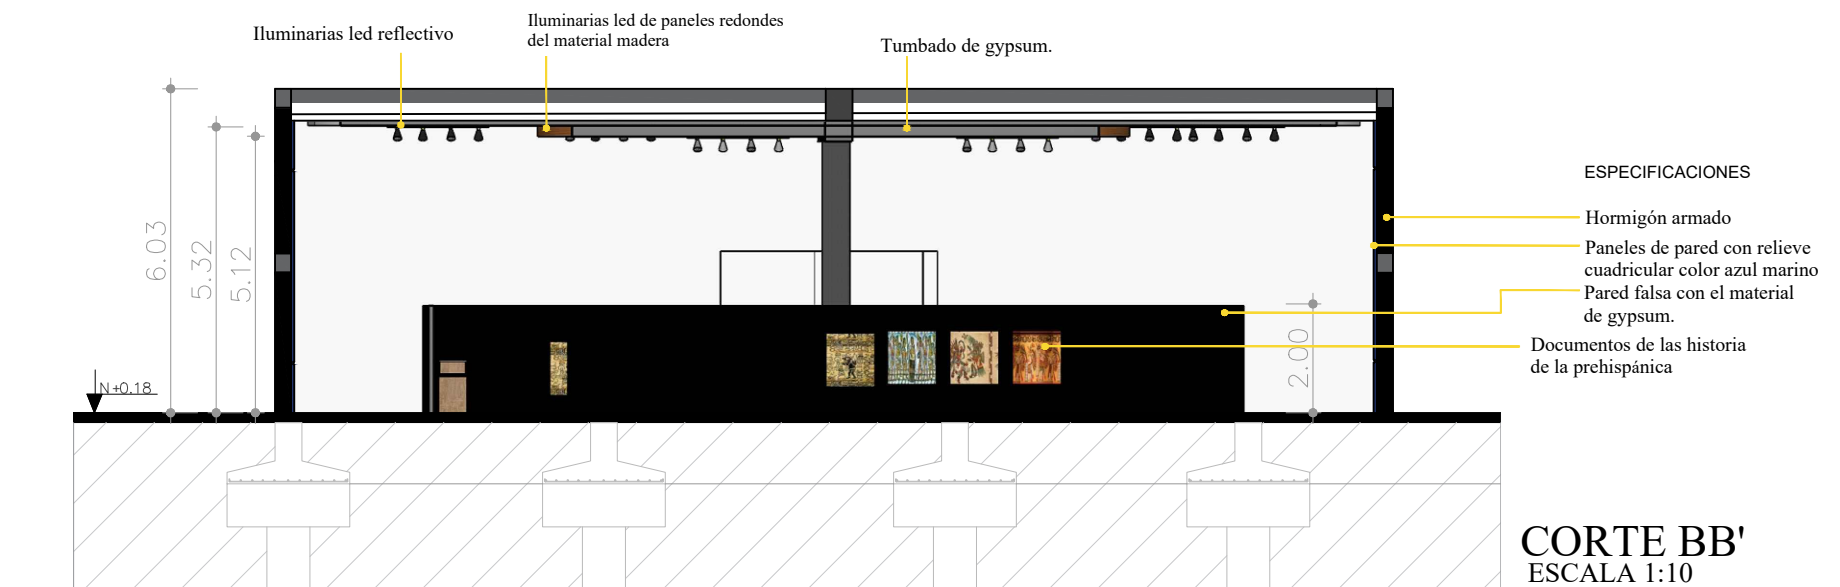 Iluminarias led reflectivo
Iluminarias led de paneles redondes
del material madera
Tumbado de gypsum.
6.03
5.32
5.12
N+0.18
2.00
ESPECIFICACIONES
Hormigón armado
Paneles de pared con relieve
cuadricular color azul marino
Pared falsa con el material
de gypsum.
Documentos de las historia
de la prehispánica
CORTE BB'
ESCALA 1:10